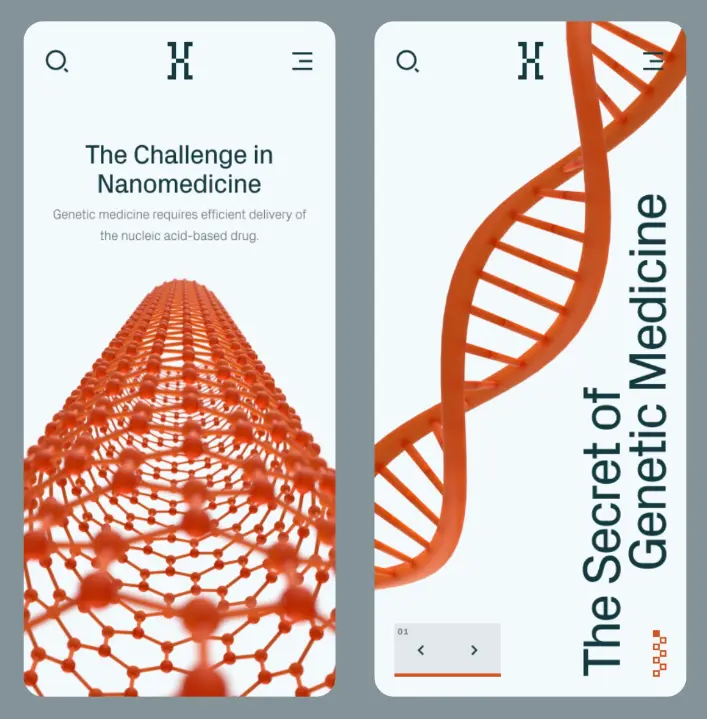 The Challenge in
Nanomedicine
Genetic medicine requires efficient delivery of
the nucleic acid-based drug.
The Secret of
Genetic Medicine
01